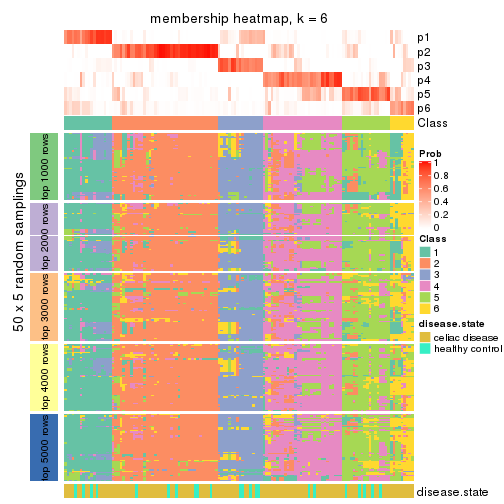 membership heatmap, k = 6
p1
p2
p3
p4
p5
p6
Class
50 x 5 random samplings
top 1000 rows
top 2000 rows
top 3000 rows
top 4000 rows
top 5000 rows
Prob
1
0.8
0.6
0.4
0.2
0
Class
1
2
3
4
5
6
disease.state
celiac disease
healthy control
disease.state